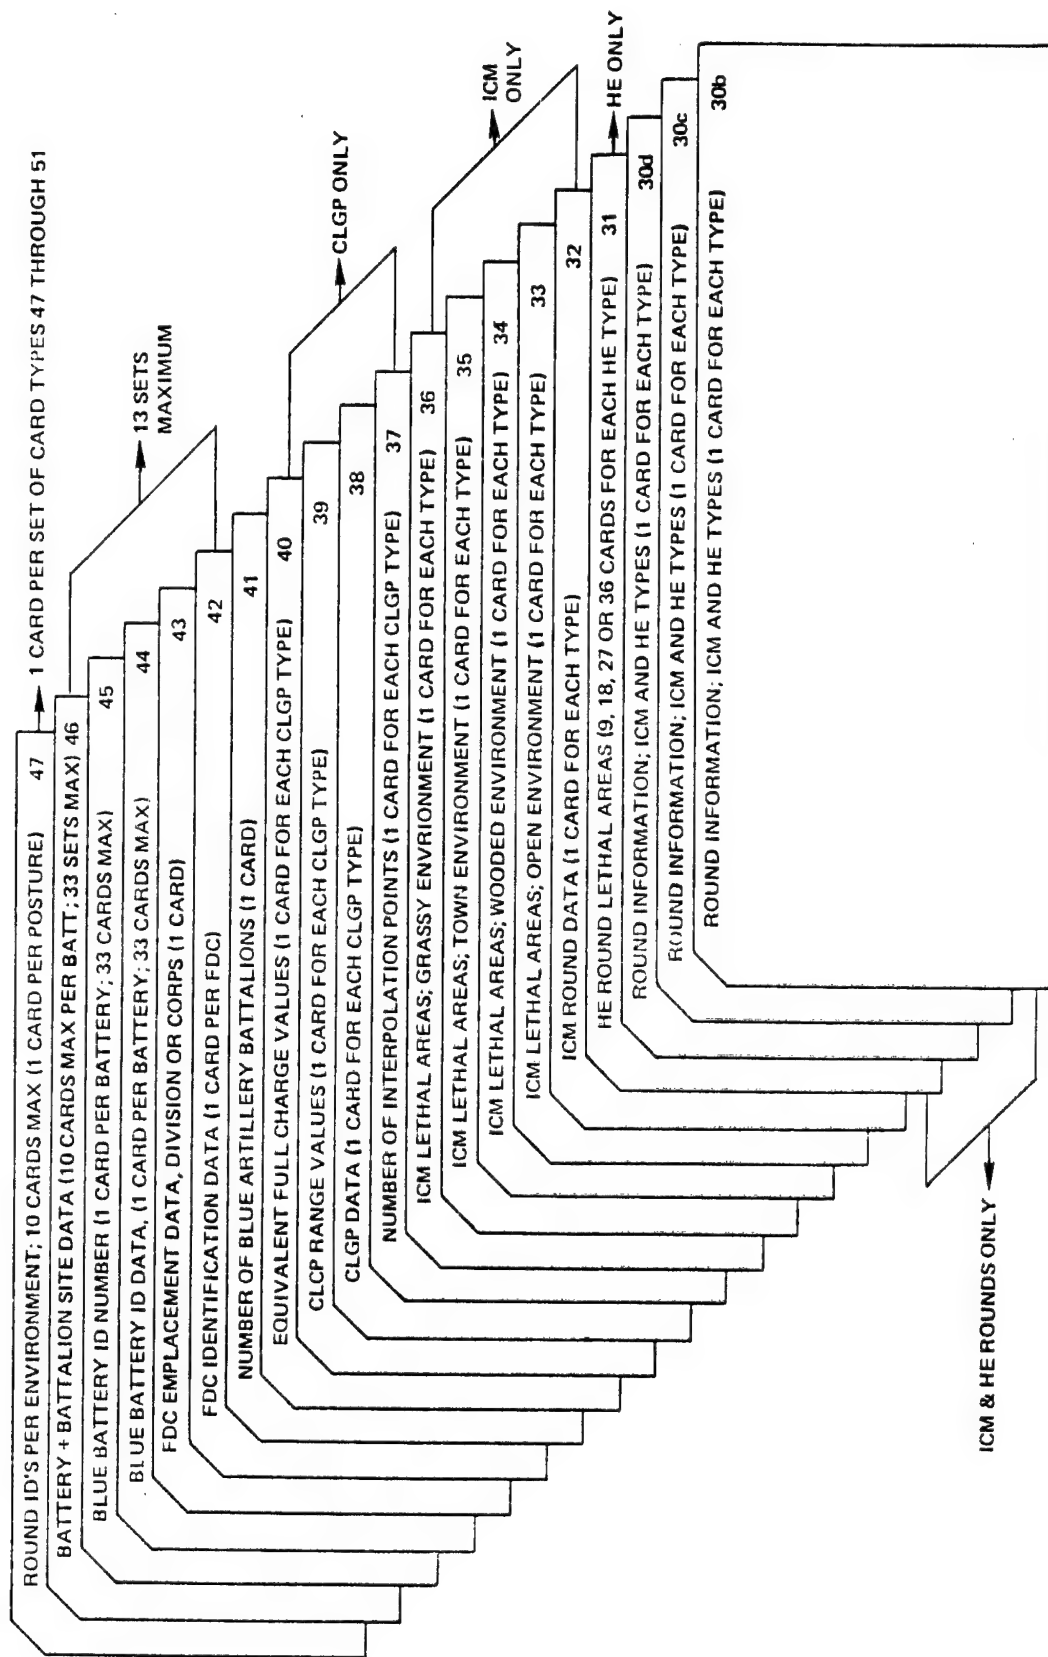 ROUND ID'S PER ENVIRONMENT; 10 CARDS MAX (1 CARD PER POSTURE) 47
1 CARD PER SET OF CARD TYPES 47 THROUGH 51
BATTERY + BATTALION SITE DATA (10 CARDS MAX PER BATT; 33 SETS MAX) 46
13 SETS
MAXIMUM
BLUE BATTERY ID NUMBER (1 CARD PER BATTERY; 33 CARDS MAX) 45
BLUE BATTERY ID DATA, (1 CARD PER BATTERY; 33 CARDS MAX) 44
FDC EMPLACEMENT DATA, DIVISION OR CORPS (1 CARD) 43
FDC IDENTIFICATION DATA (1 CARD PER FDC) 42
NUMBER OF BLUE ARTILLERY BATTALIONS (1 CARD) 41
EQUIVALENT FULL CHARGE VALUES (1 CARD FOR EACH CLGP TYPE) 40
CLGP ONLY
CLCP RANGE VALUES (1 CARD FOR EACH CLGP TYPE) 39
CLGP DATA (1 CARD FOR EACH CLGP TYPE) 38
NUMBER OF INTERPOLATION POINTS (1 CARD FOR EACH CLGP TYPE) 37
ICM LETHAL AREAS; GRASSY ENVRIONMENT (1 CARD FOR EACH TYPE) 36
ICM
ONLY
ICM LETHAL AREAS; TOWN ENVIRONMENT (1 CARD FOR EACH TYPE) 35
ICM LETHAL AREAS; WOODED ENVIRONMENT (1 CARD FOR EACH TYPE) 34
ICM LETHAL AREAS; OPEN ENVIRONMENT (1 CARD FOR EACH TYPE) 33
ICM ROUND DATA (1 CARD FOR EACH TYPE) 32
HE ROUND LETHAL AREAS (9, 18, 27 OR 36 CARDS FOR EACH HE TYPE) 31
HE ONLY
ROUND INFORMATION; ICM AND HE TYPES (1 CARD FOR EACH TYPE) 30d
ROUND INFORMATION; ICM AND HE TYPES (1 CARD FOR EACH TYPE) 30c
ROUND INFORMATION; ICM AND HE TYPES (1 CARD FOR EACH TYPE) 30b
ICM & HE ROUNDS ONLY